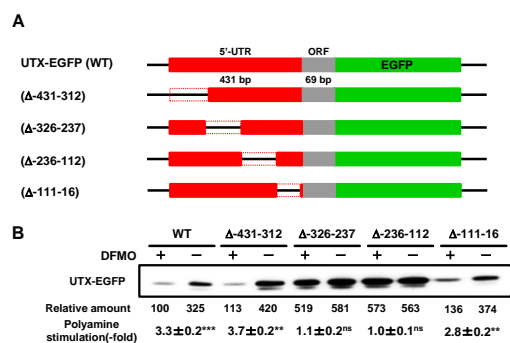 A
5'-UTR ORF
UTX-EGFP (WT) EGFP
431 bp 69 bp
(Δ-431-312)
(Δ-326-237)
(Δ-236-112)
(Δ-111-16)
B
WT Δ-431-312 Δ-326-237 Δ-236-112 Δ-111-16
DFMO + − + − + − + − + −
UTX-EGFP
Relative amount 100 325 113 420 519 581 573 563 136 374
Polyamine stimulation(-fold) 3.3±0.2*** 3.7±0.2** 1.1±0.2ns 1.0±0.1ns 2.8±0.2**